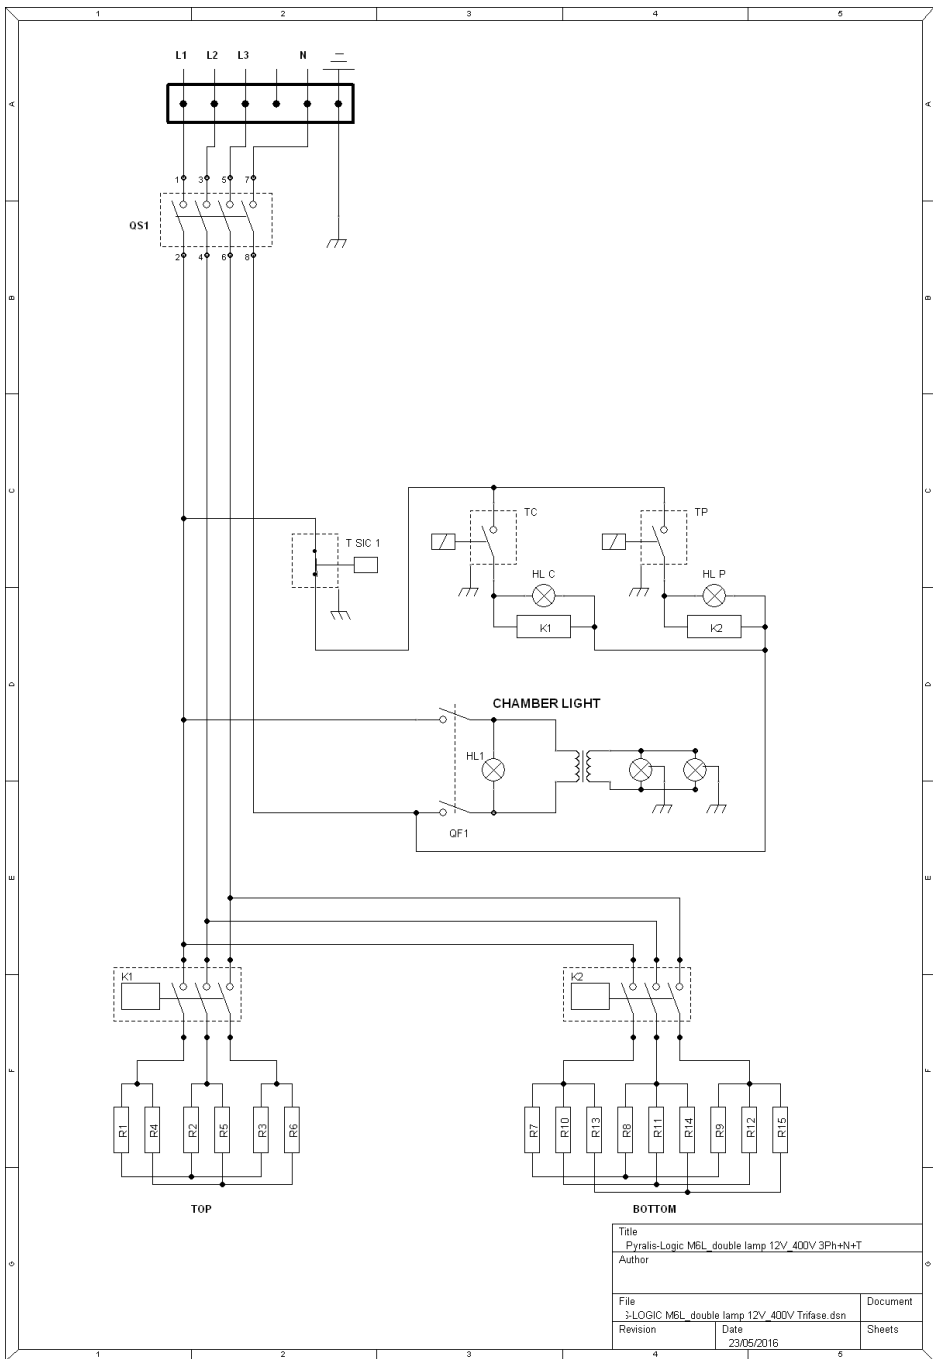 1 2 3 4 5
A A
L1 L2 L3 N
1 3 5 7
QS1
2 4 6 8
B B
C C
TC TP
T SIC 1
HL C HL P
K1 K2
D D
CHAMBER LIGHT
HL1
QF1
E E
K1 K2
F F
R1 R4 R2 R5 R3 R6 R7 R10 R13 R8 R11 R14 R9 R12 R15
TOP BOTTOM
Title
Pyralis-Logic M6L_double lamp 12V_400V 3Ph+N+T
Author
G G
File Document
-LOGIC M6L_double lamp 12V_400V Trifase.dsn
Revision Date Sheets
23/05/2016
1 2 3 4 5